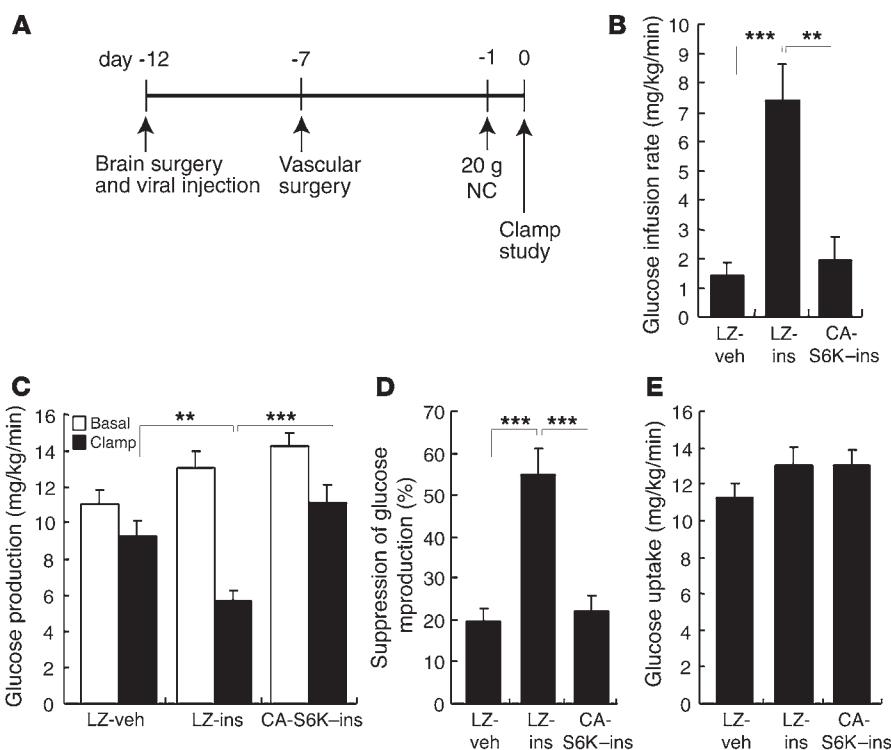 A
day -12
-7
-1
0
Brain surgery
and viral injection
Vascular
surgery
20 g
NC
Clamp
study
B
Glucose infusion rate (mg/kg/min)
10
9
8
7
6
5
4
3
2
1
0
*** **
LZ-
veh
LZ-
ins
CA-
S6K–ins
C
Glucose production (mg/kg/min)
16
14
12
10
8
6
4
2
0
Basal
Clamp
** ***
LZ-veh
LZ-ins
CA-S6K–ins
D
Suppression of glucose
mproduction (%)
70
60
50
40
30
20
10
0
*** ***
LZ-
veh
LZ-
ins
CA-
S6K–ins
E
Glucose uptake (mg/kg/min)
16
14
12
14
8
6
4
2
0
LZ-
veh
LZ-
ins
CA-
S6K–ins